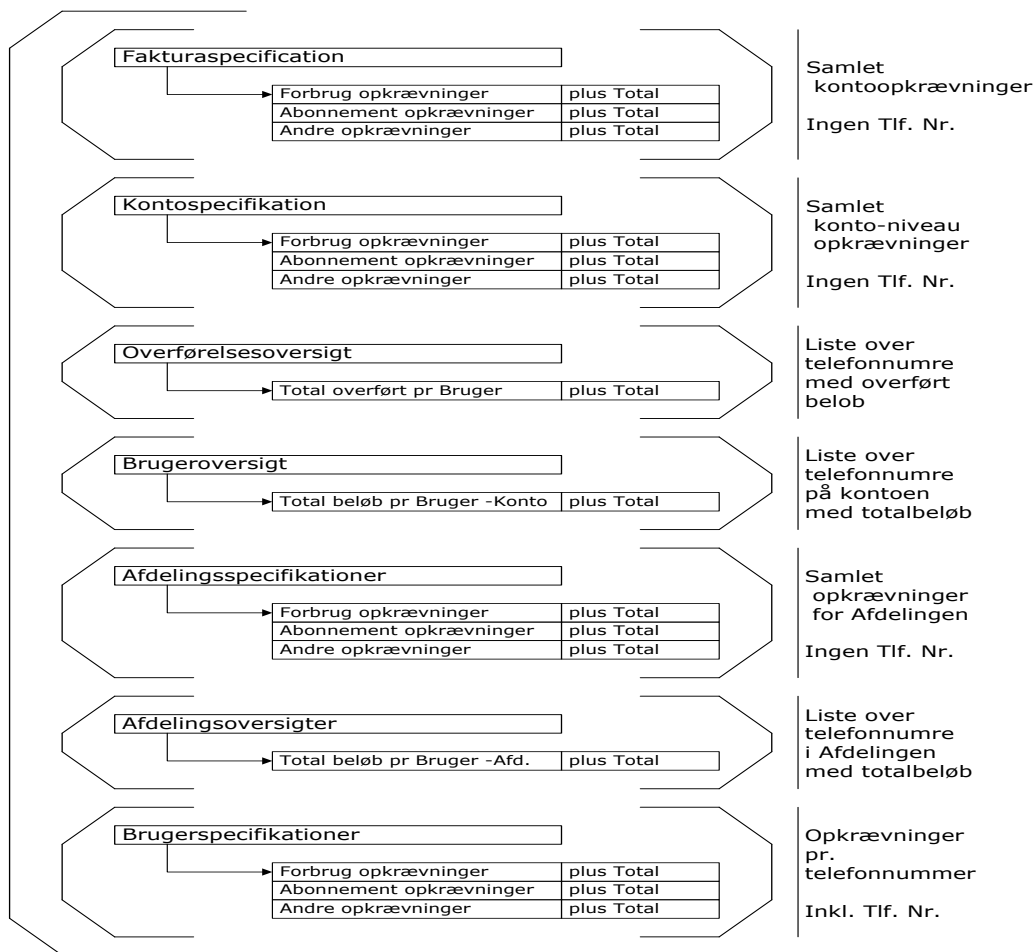 Fakturaspecification
Forbrug opkrævninger plus Total
Abonnement opkrævninger plus Total
Andre opkrævninger plus Total
Samlet
kontoopkrævninger
Ingen Tlf. Nr.
Kontospecifikation
Forbrug opkrævninger plus Total
Abonnement opkrævninger plus Total
Andre opkrævninger plus Total
Samlet
konto-niveau
opkrævninger
Ingen Tlf. Nr.
Overførelsesoversigt
Total overført pr Bruger plus Total
Liste over
telefonnumre
med overført
belob
Brugeroversigt
Total beløb pr Bruger -Konto plus Total
Liste over
telefonnumre
på kontoen
med totalbeløb
Afdelingsspecifikationer
Forbrug opkrævninger plus Total
Abonnement opkrævninger plus Total
Andre opkrævninger plus Total
Samlet
opkrævninger
for Afdelingen
Ingen Tlf. Nr.
Afdelingsoversigter
Total beløb pr Bruger -Afd. plus Total
Liste over
telefonnumre
i Afdelingen
med totalbeløb
Brugerspecifikationer
Forbrug opkrævninger plus Total
Abonnement opkrævninger plus Total
Andre opkrævninger plus Total
Opkrævninger
pr.
telefonnummer
Inkl. Tlf. Nr.